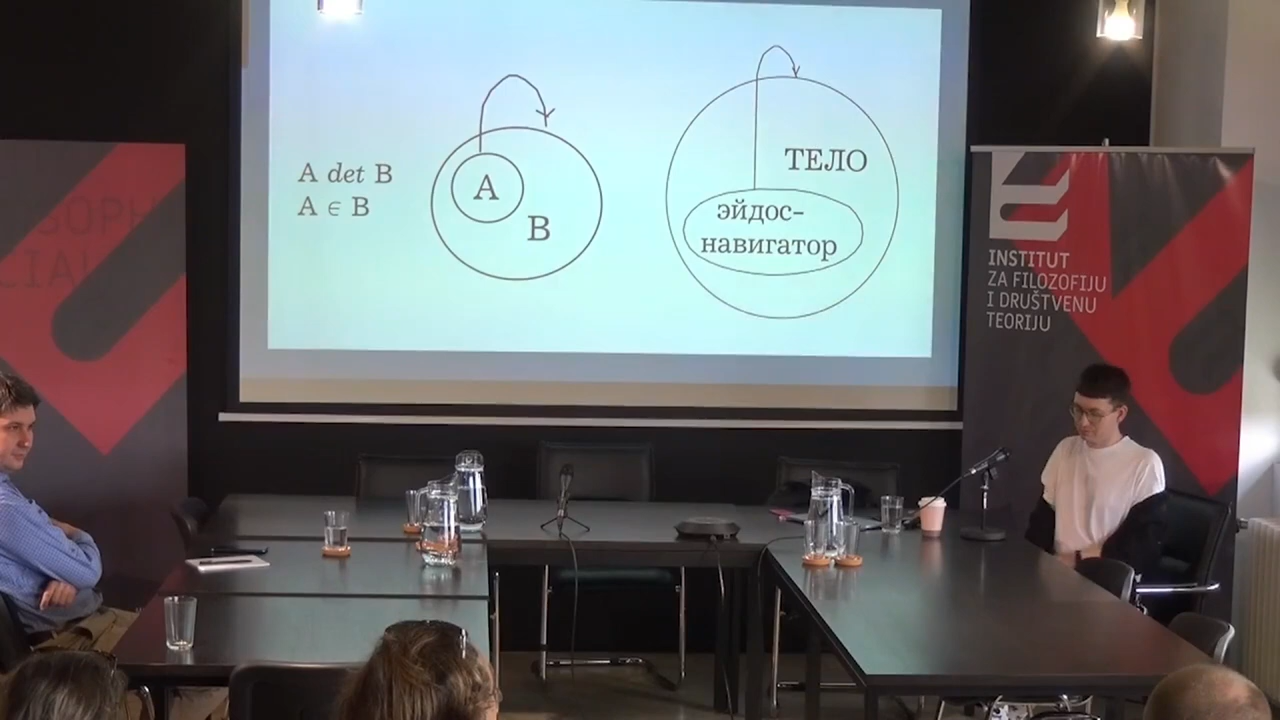 A det B
A ∈ B
A
B
ТЕЛО
эйдос-
навигатор
INSTITUT
ZA FILOZOFIJU
I DRUŠTVENU
TEORIJU